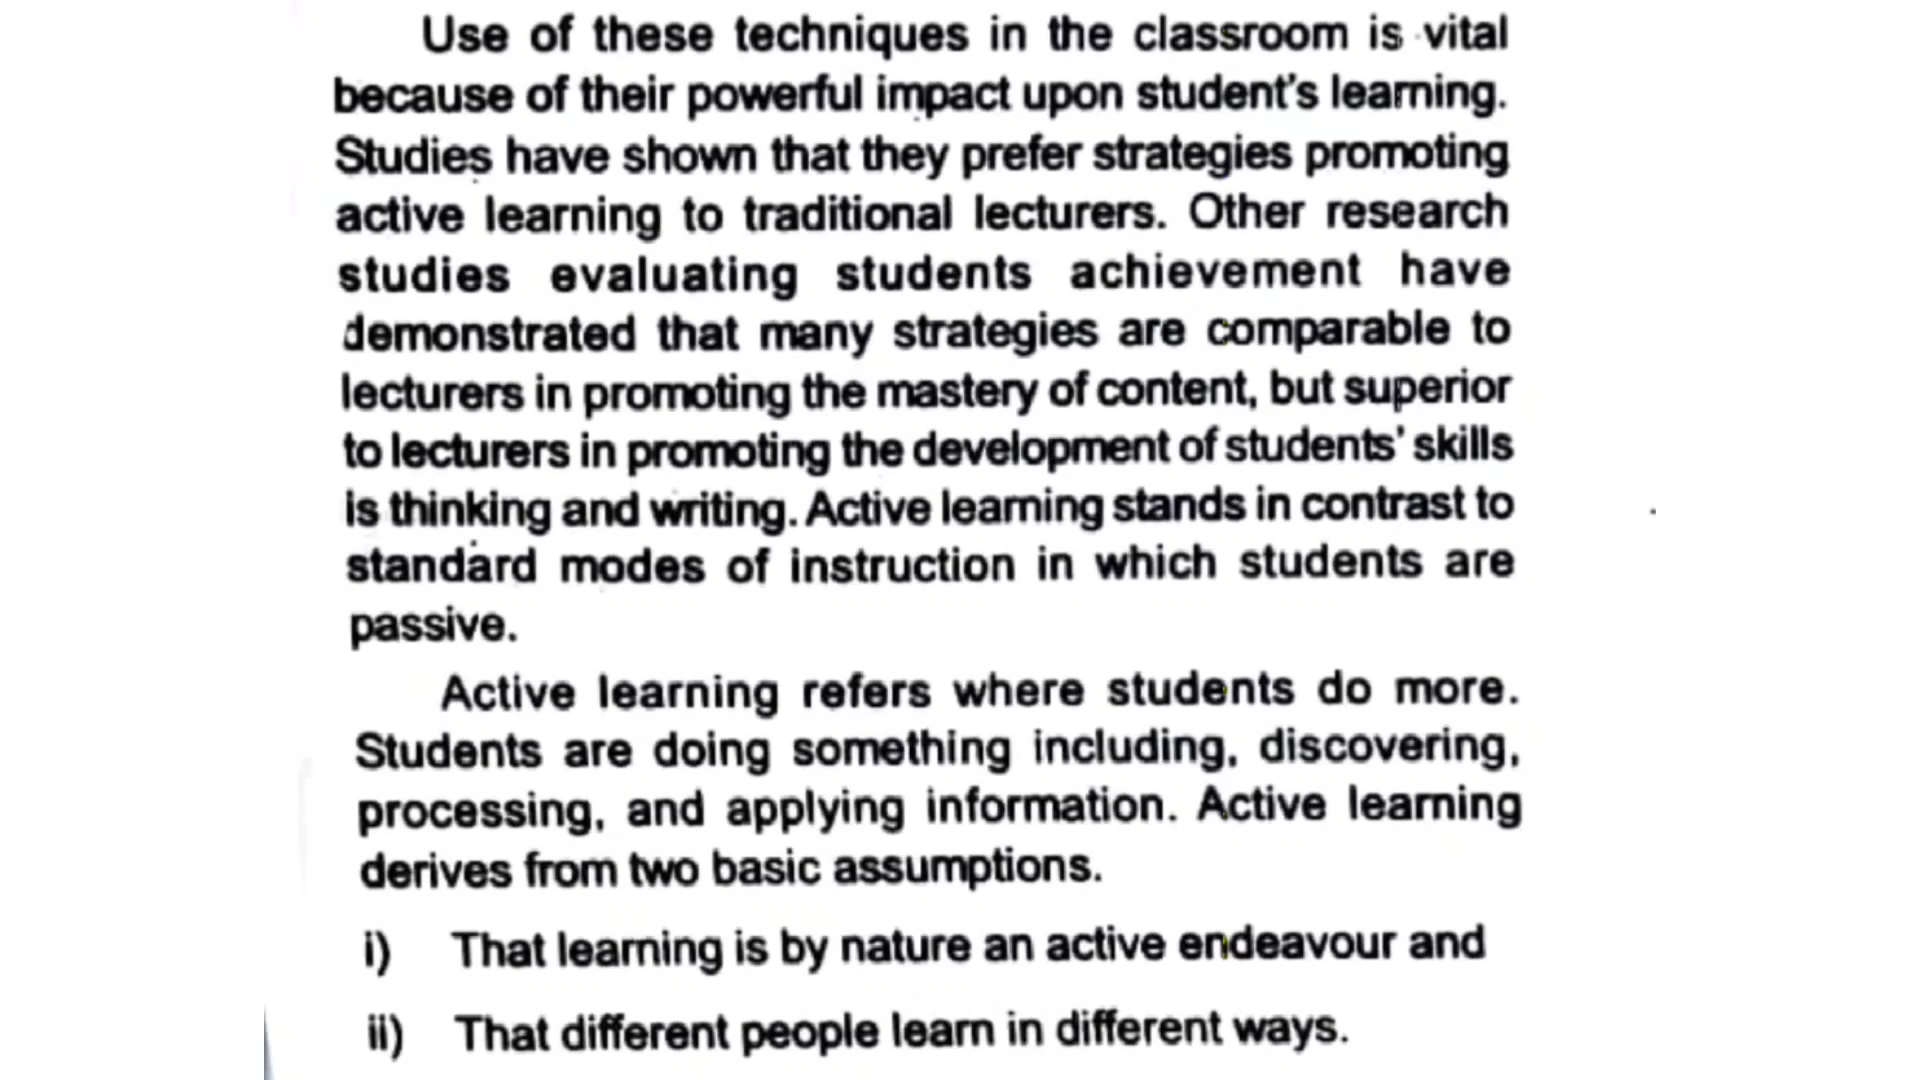 Use of these techniques in the classroom is vital
because of their powerful impact upon student's learning.
Studies have shown that they prefer strategies promoting
active learning to traditional lecturers. Other research
studies evaluating students achievement have
demonstrated that many strategies are comparable to
lecturers in promoting the mastery of content, but superior
to lecturers in promoting the development of students' skills
is thinking and writing. Active learning stands in contrast to
standard modes of instruction in which students are
passive.
Active learning refers where students do more.
Students are doing something including, discovering,
processing, and applying information. Active learning
derives from two basic assumptions.
i) That learning is by nature an active endeavour and
ii) That different people learn in different ways.